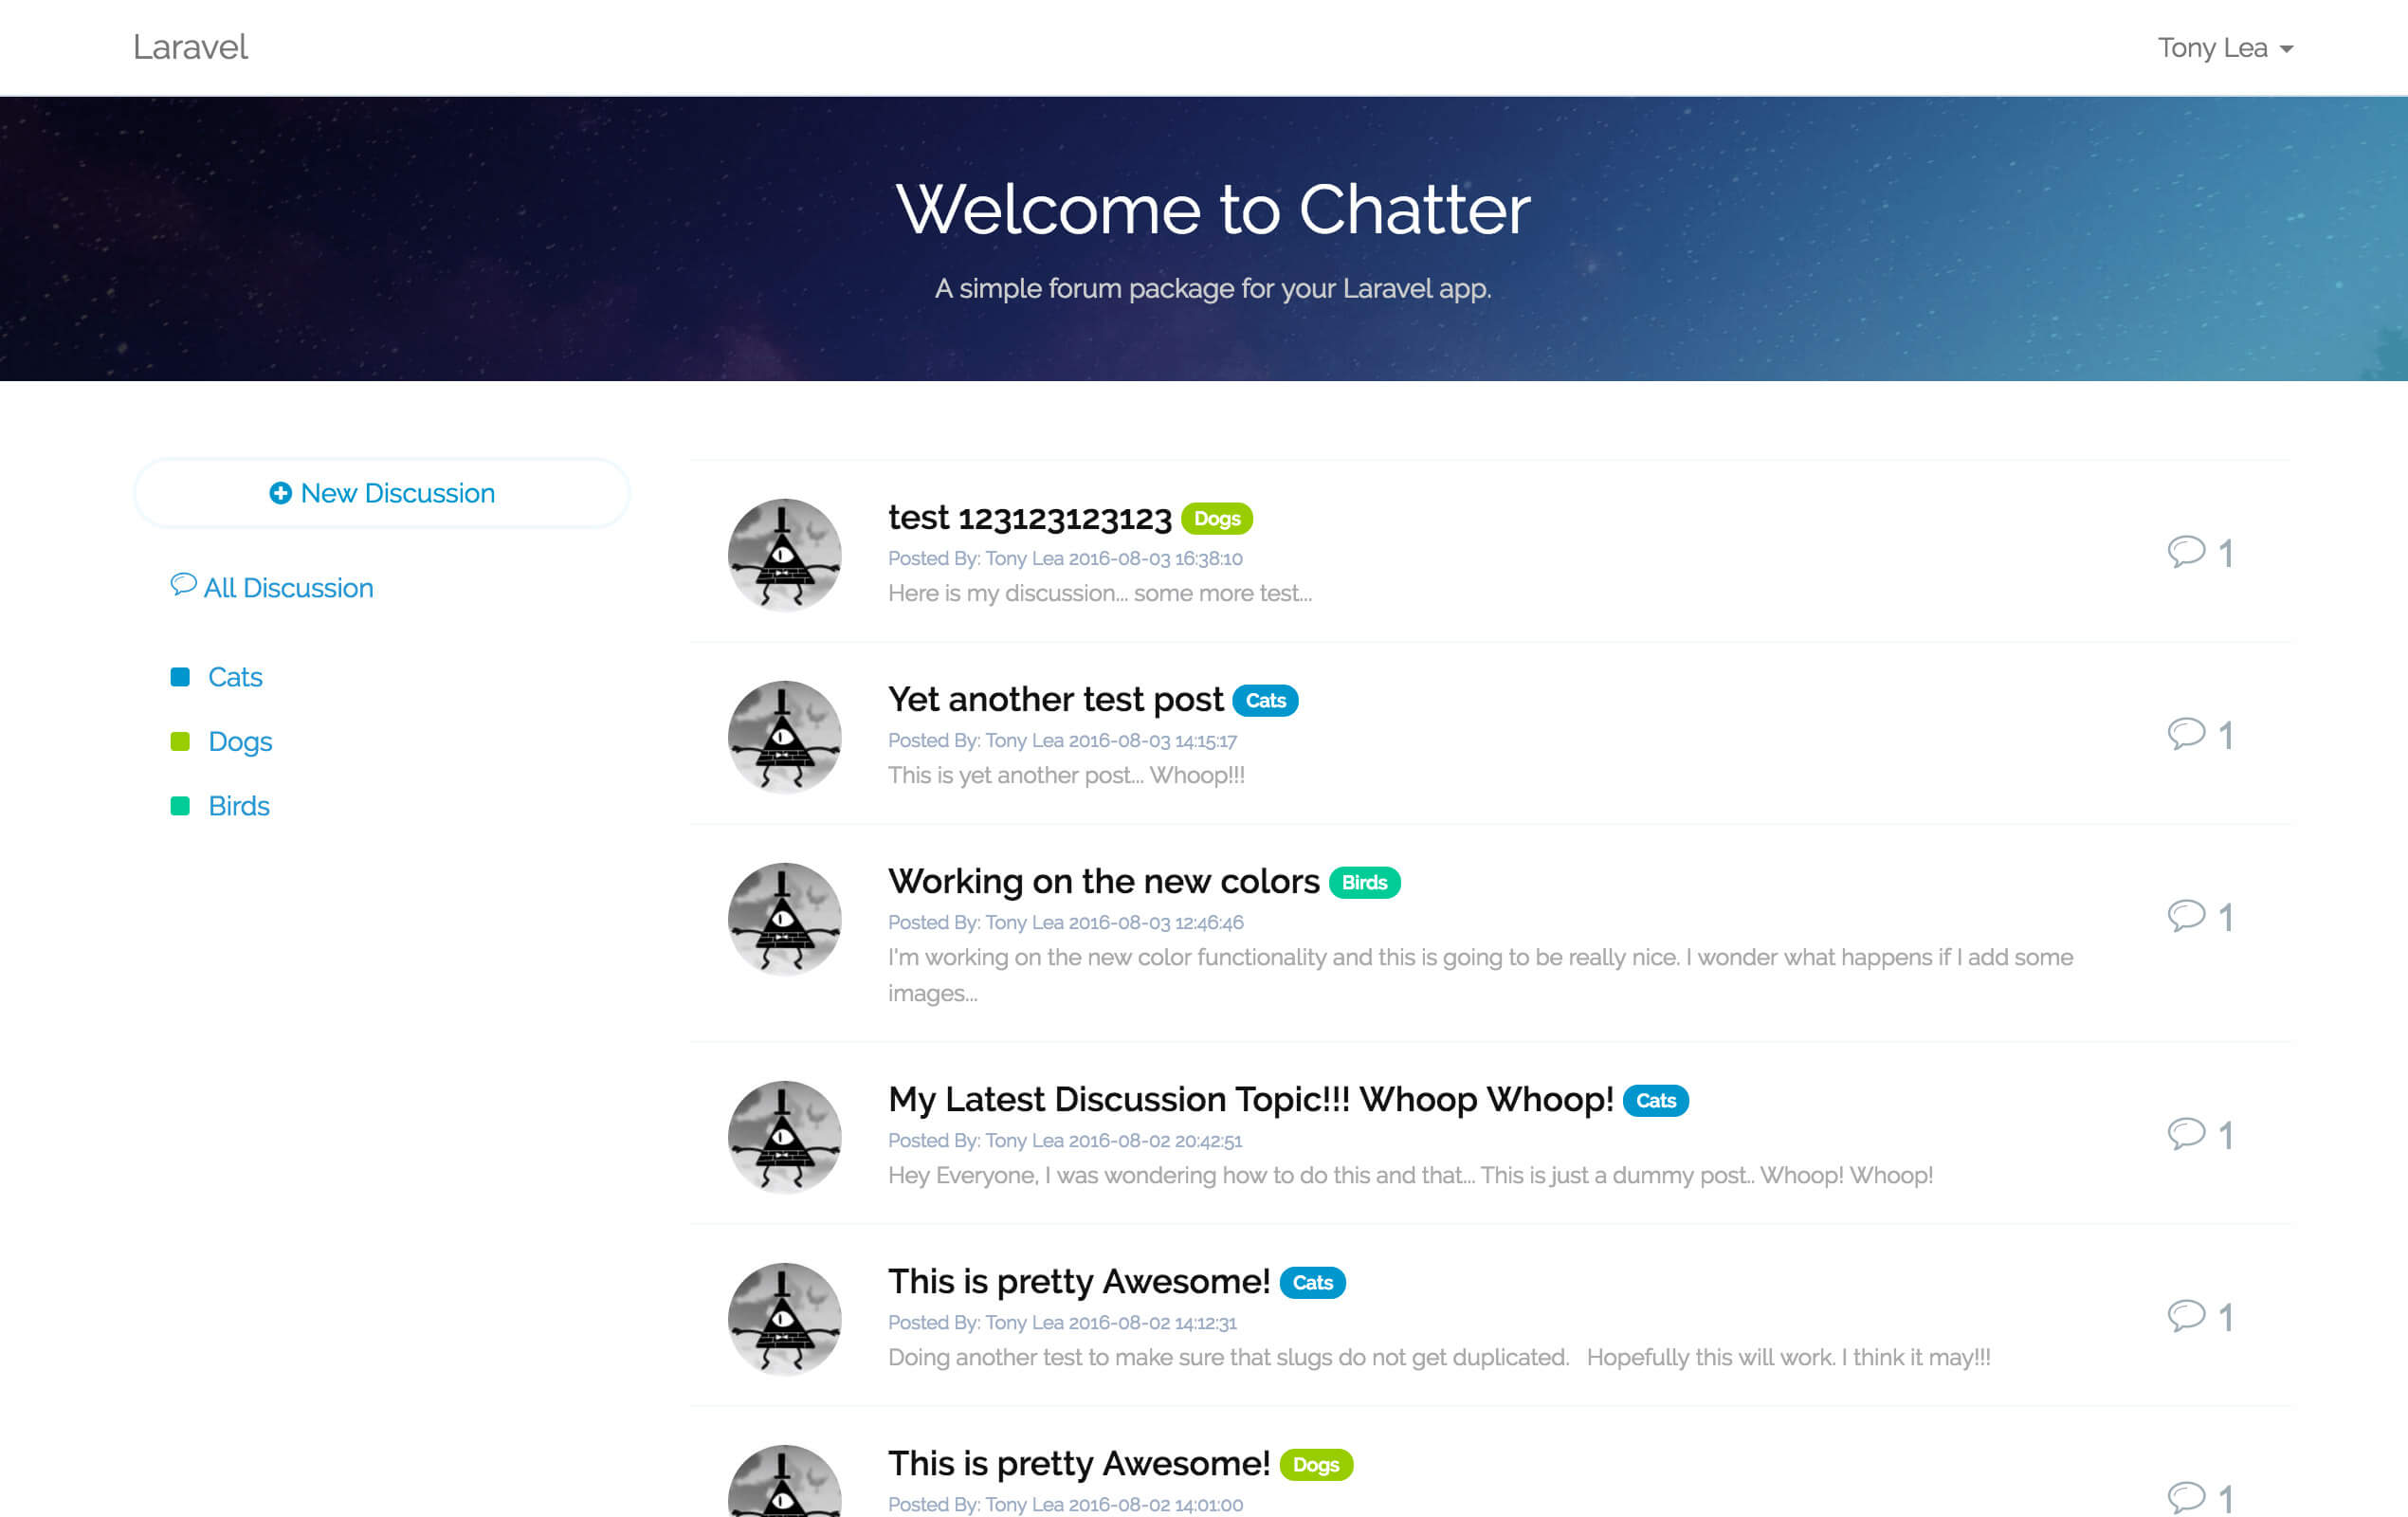 Laravel
Tony Lea
Welcome to Chatter
A simple forum package for your Laravel app.
New Discussion
All Discussion
Cats
Dogs
Birds
test 123123123123 Dogs
Posted By: Tony Lea 2016-08-03 16:38:10
Here is my discussion... some more test...
1
Yet another test post Cats
Posted By: Tony Lea 2016-08-03 14:15:17
This is yet another post... Whoop!!!
1
Working on the new colors Birds
Posted By: Tony Lea 2016-08-03 12:46:46
I'm working on the new color functionality and this is going to be really nice. I wonder what happens if I add some
images...
1
My Latest Discussion Topic!!! Whoop Whoop! Cats
Posted By: Tony Lea 2016-08-02 20:42:51
Hey Everyone, I was wondering how to do this and that... This is just a dummy post.. Whoop! Whoop!
1
This is pretty Awesome! Cats
Posted By: Tony Lea 2016-08-02 14:12:31
Doing another test to make sure that slugs do not get duplicated.   Hopefully this will work. I think it may!!!
1
This is pretty Awesome! Dogs
Posted By: Tony Lea 2016-08-02 14:01:00
1